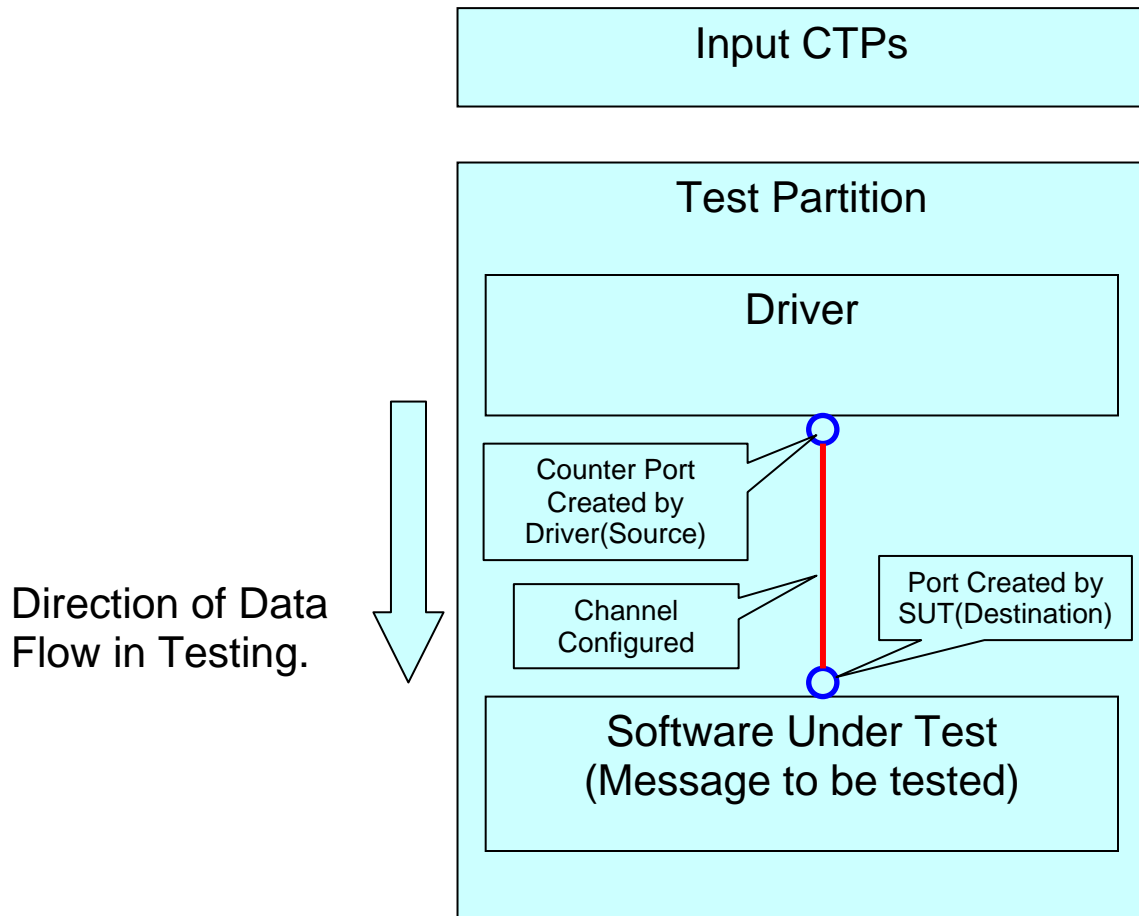 Input CTPs
Test Partition
Driver
Counter Port
Created by
Driver(Source)
Channel
Configured
Port Created by
SUT(Destination)
Direction of Data
Flow in Testing.
Software Under Test
(Message to be tested)